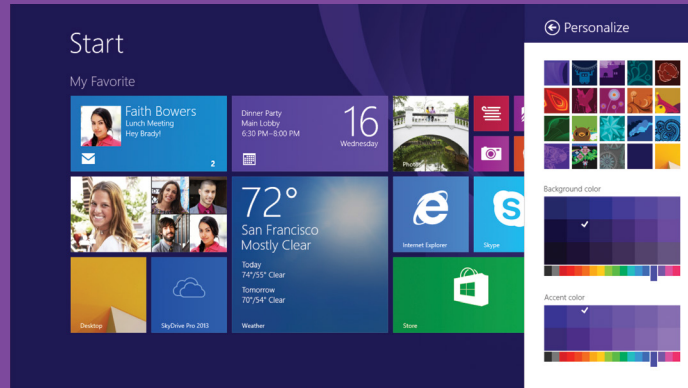 Start
Personalize
My Favorite
Faith Bowers
Lunch Meeting
Hey Brady!
2
Dinner Party
Main Lobby
6:30 PM–8:00 PM
16
Wednesday
Photos
72°
San Francisco
Mostly Clear
Today
74°/55° Clear
Tomorrow
70°/54° Clear
Weather
Internet Explorer
Skype
Desktop
SkyDrive Pro 2013
Store
Background color
Accent color